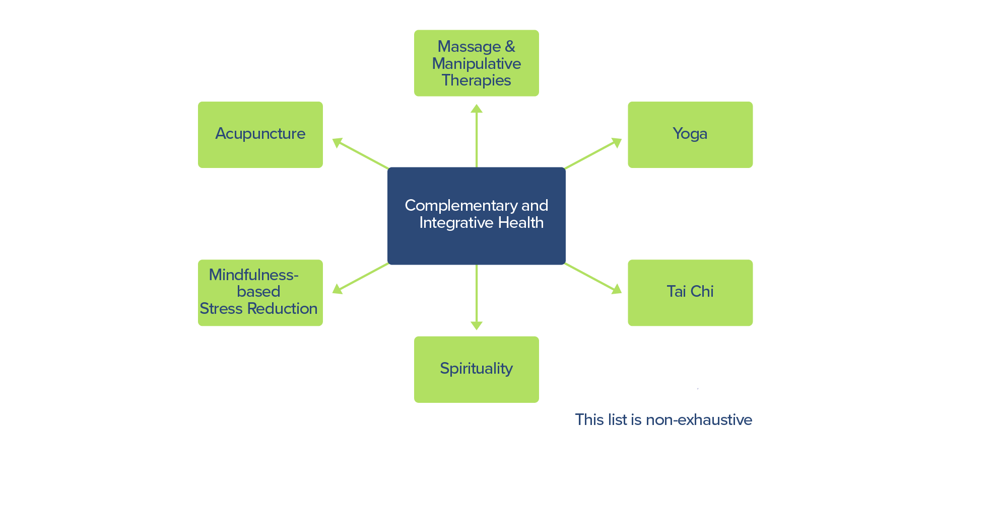 Massage &
Manipulative
Therapies
Acupuncture
Yoga
Complementary and
Integrative Health
Mindfulness-
based
Stress Reduction
Tai Chi
Spirituality
This list is non-exhaustive